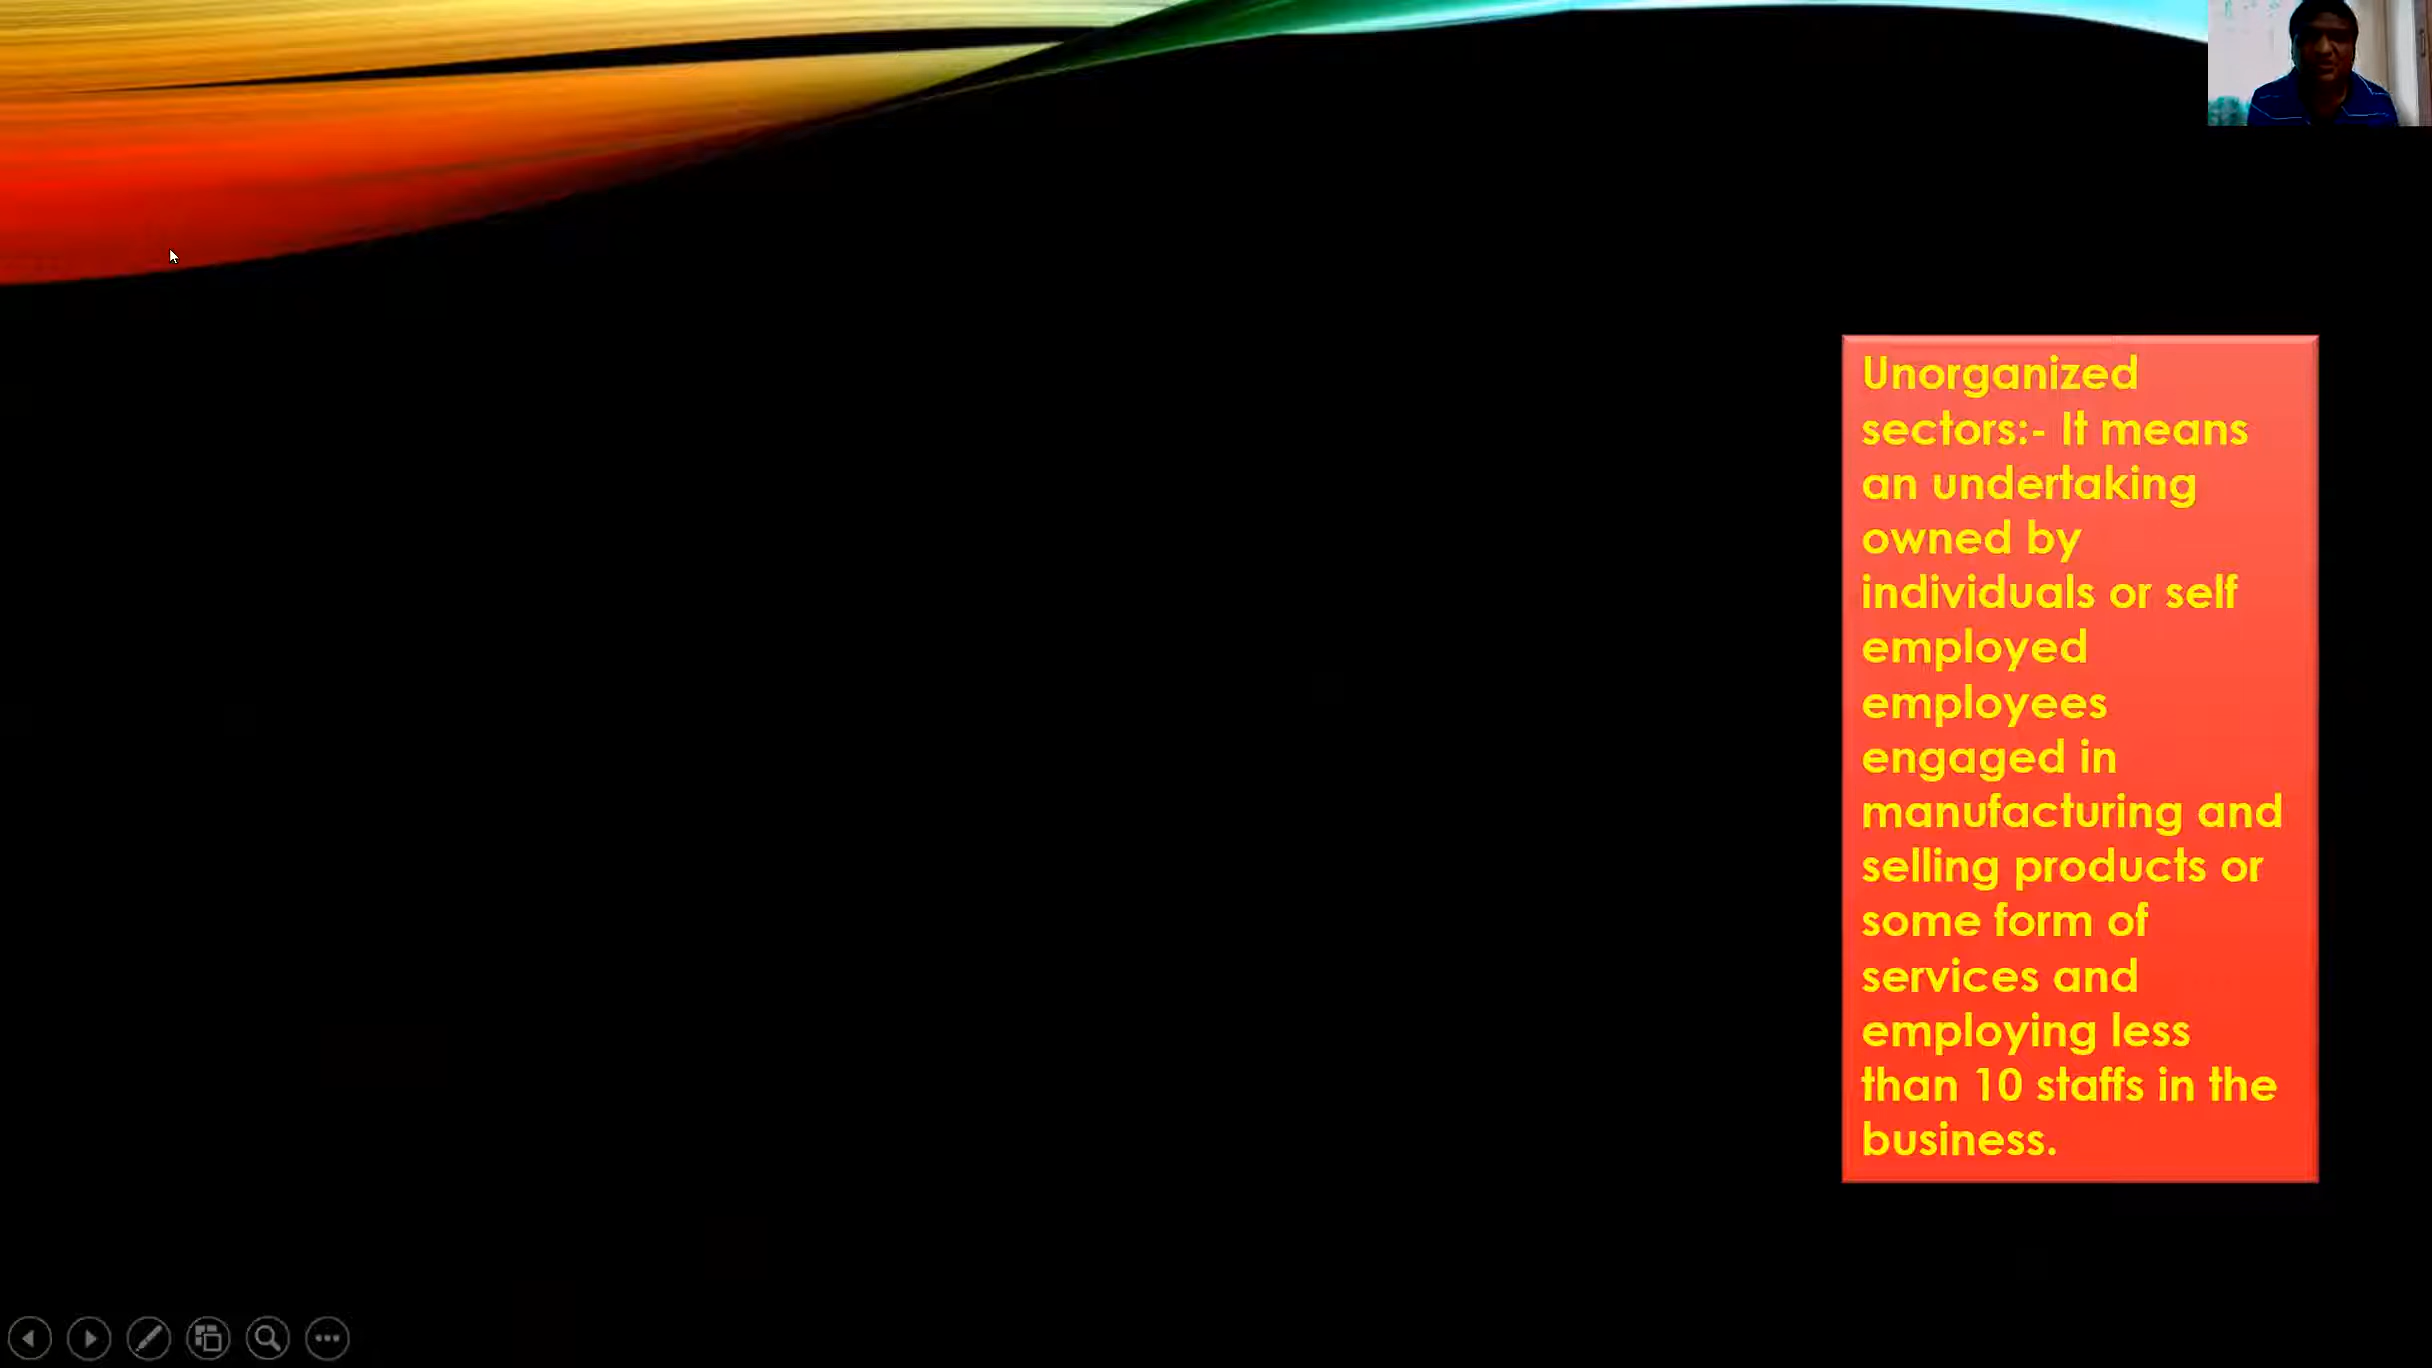 Unorganized
sectors:- It means
an undertaking
owned by
individuals or self
employed
employees
engaged in
manufacturing and
selling products or
some form of
services and
employing less
than 10 staffs in the
business.